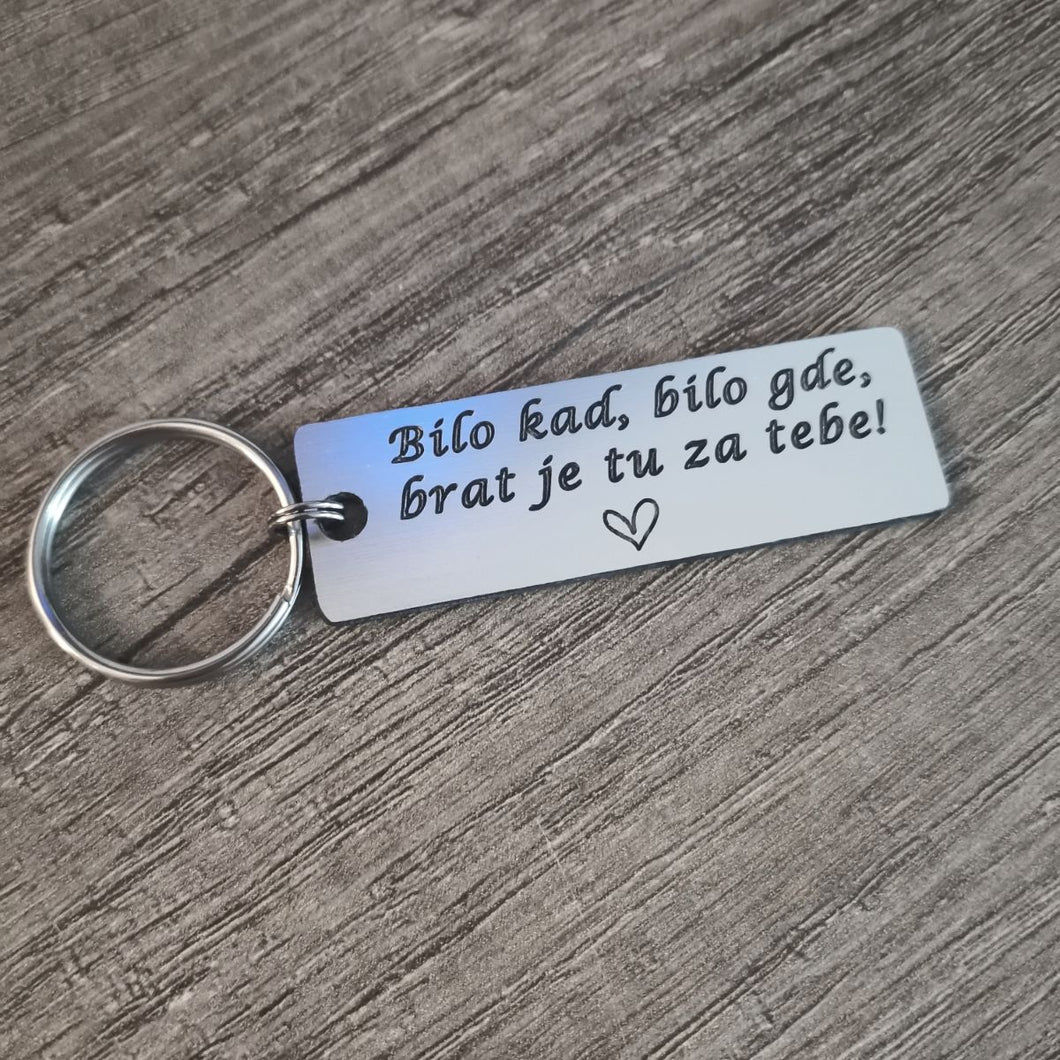 Bilo kad, bilo gde,
brat je tu za tebe!